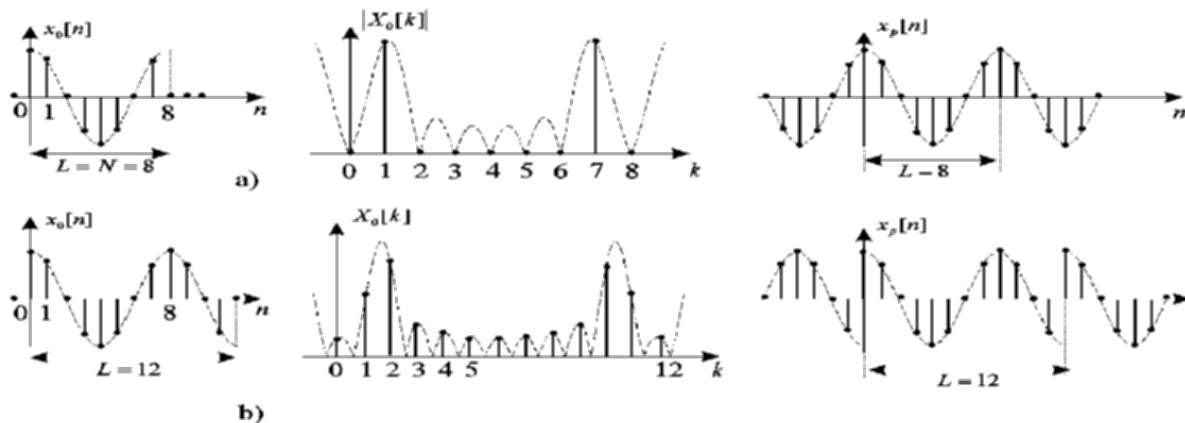 x₀[n]
0 1 8 n
L = N = 8
a)
|X₀[k]|
0 1 2 3 4 5 6 7 8 k
xₚ[n]
n
L – 8
x₀[n]
0 1 8 n
L = 12
b)
X₀[k]
0 1 2 3 4 5 12 k
xₚ[n]
L = 12